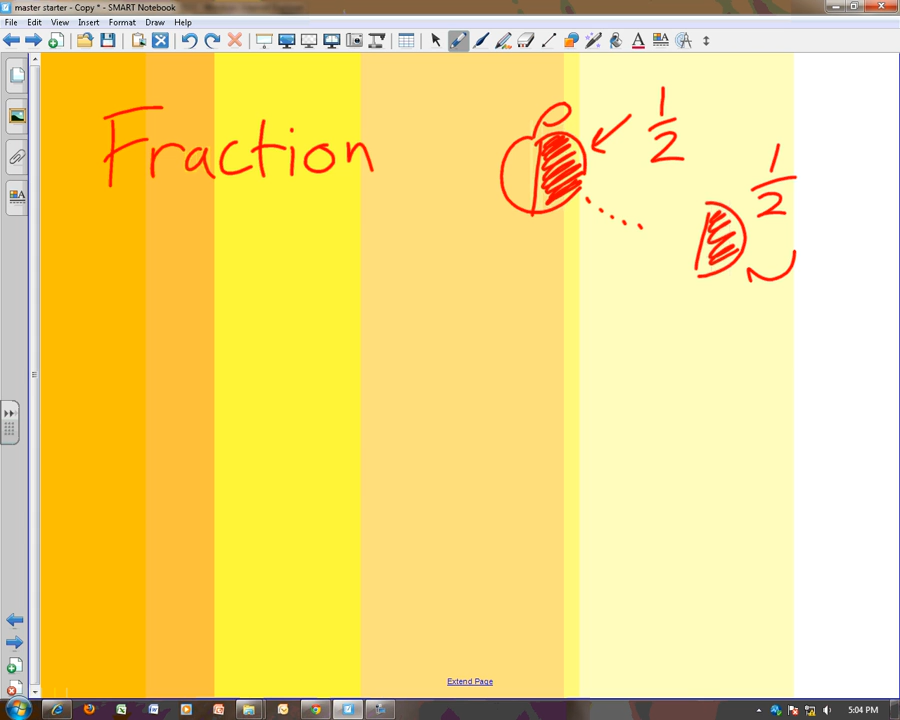 master starter - Copy * - SMART Notebook
File Edit View Insert Format Draw Help
Fraction
1/2
1/2
Extend Page
5:04 PM